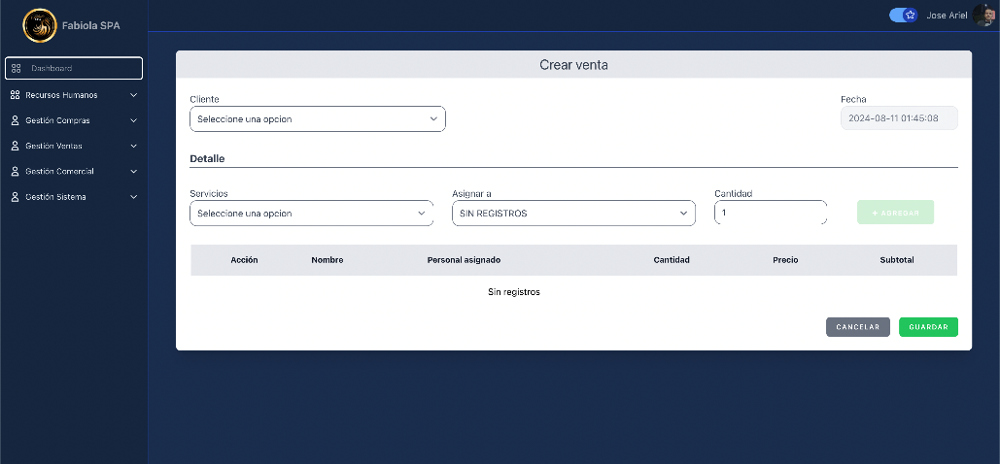 Fabiola SPA
Jose Ariel
Dashboard
Recursos Humanos
Gestión Compras
Gestión Ventas
Gestión Comercial
Gestión Sistema
Crear venta
Cliente
Seleccione una opcion
Fecha
2024-08-11 01:45:08
Detalle
Servicios
Seleccione una opcion
Asignar a
SIN REGISTROS
Cantidad
1
+ AGREGAR
Acción Nombre Personal asignado Cantidad Precio Subtotal
Sin registros
CANCELAR GUARDAR